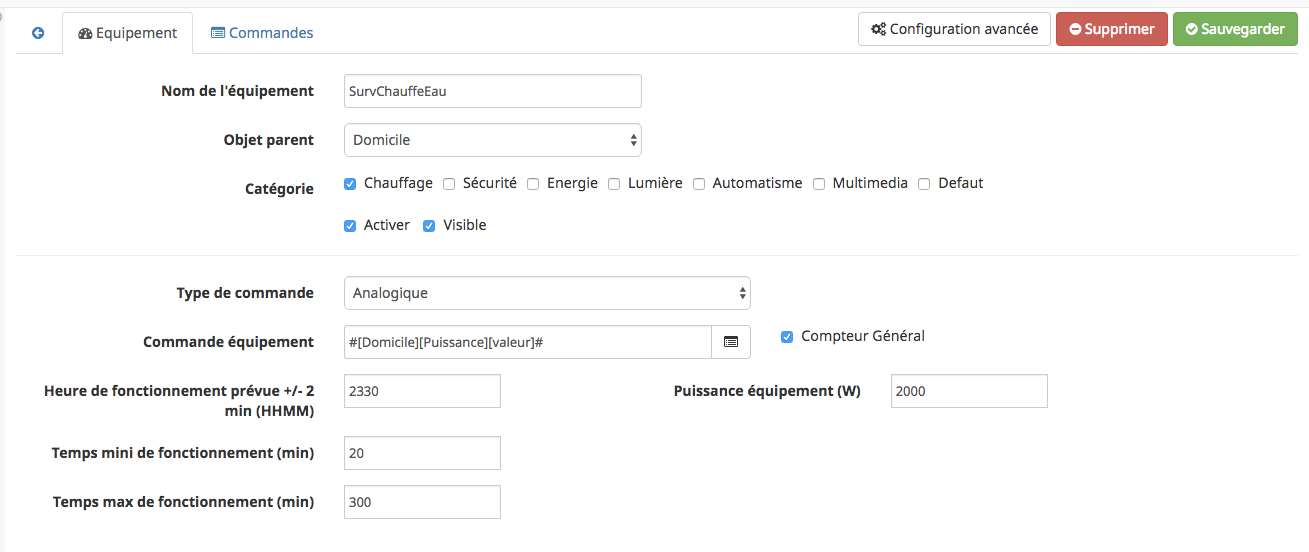 Equipement Commandes Configuration avancée Supprimer Sauvegarder
Nom de l'équipement SurvChauffeEau
Objet parent Domicile
Catégorie Chauffage Sécurité Energie Lumière Automatisme Multimedia Defaut
Activer Visible
Type de commande Analogique
Commande équipement #[Domicile][Puissance][valeur]# Compteur Général
Heure de fonctionnement prévue +/- 2 2330 Puissance équipement (W) 2000
min (HHMM)
Temps mini de fonctionnement (min) 20
Temps max de fonctionnement (min) 300